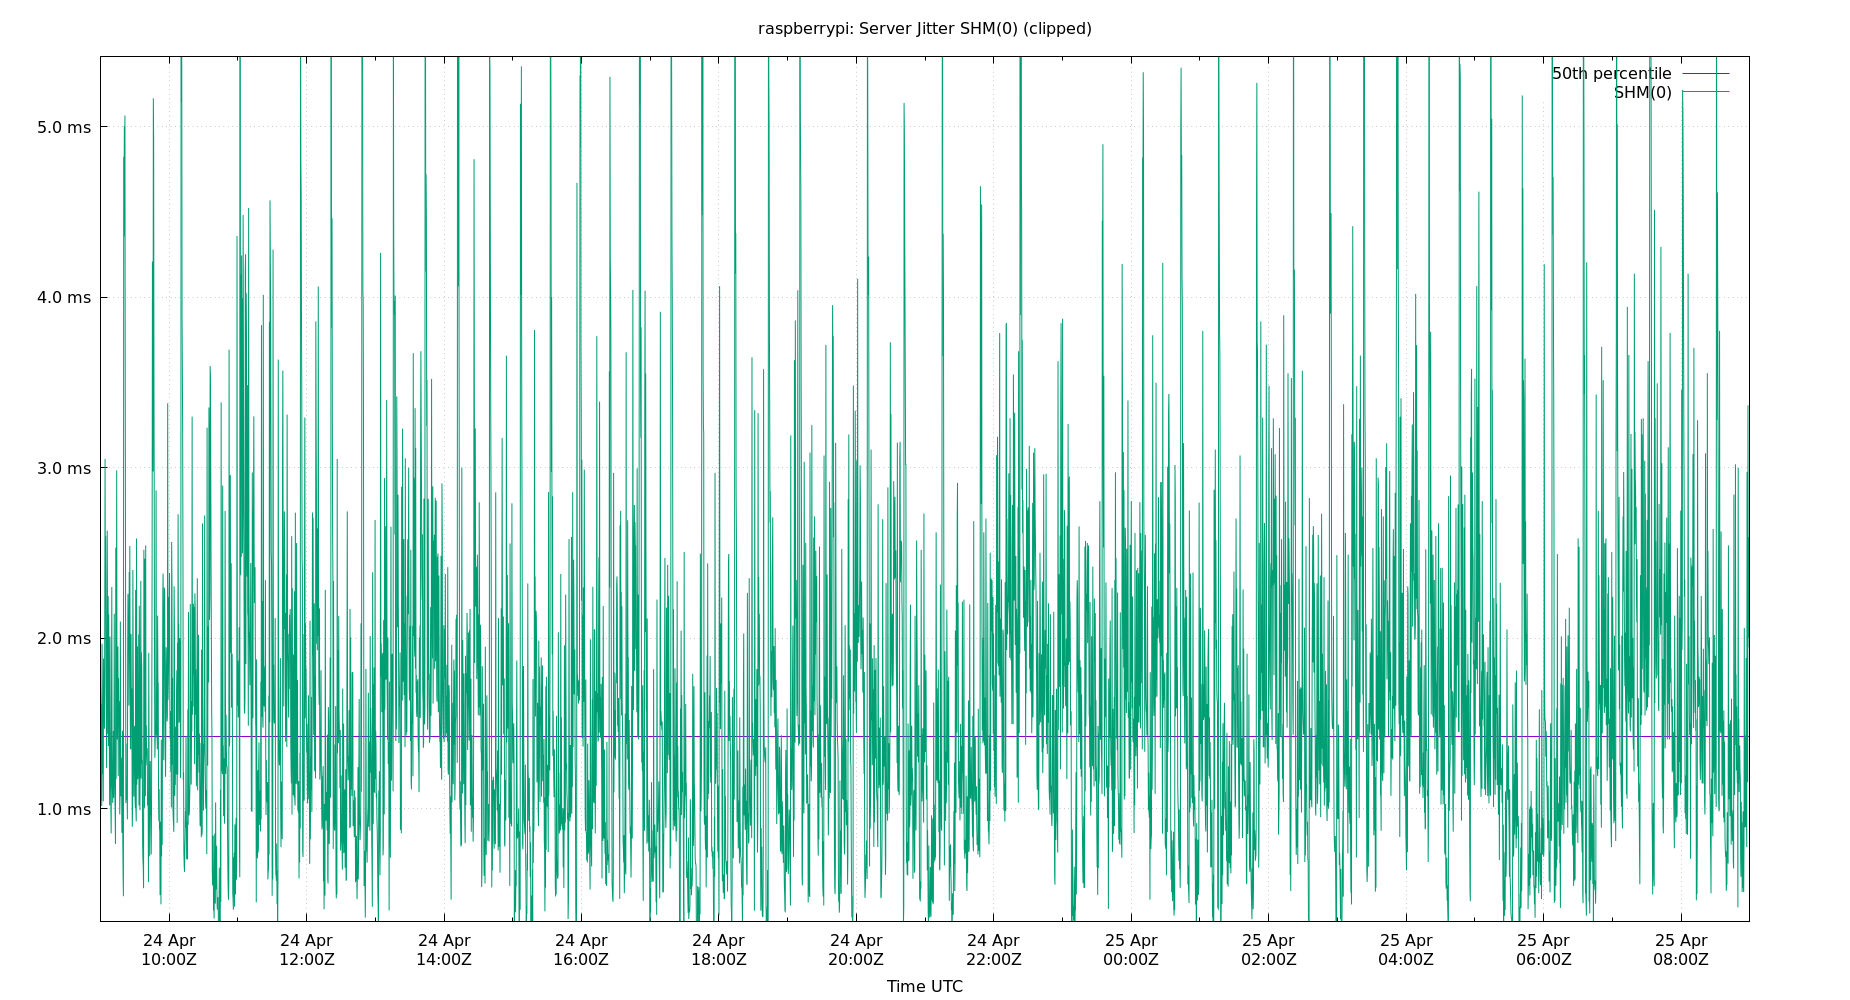 raspberrypi: Server Jitter SHM(0) (clipped)
50th percentile
SHM(0)
5.0 ms
4.0 ms
3.0 ms
2.0 ms
1.0 ms
24 Apr 24 Apr 24 Apr 24 Apr 24 Apr 24 Apr 24 Apr 25 Apr 25 Apr 25 Apr 25 Apr 25 Apr
10:00Z 12:00Z 14:00Z 16:00Z 18:00Z 20:00Z 22:00Z 00:00Z 02:00Z 04:00Z 06:00Z 08:00Z
Time UTC